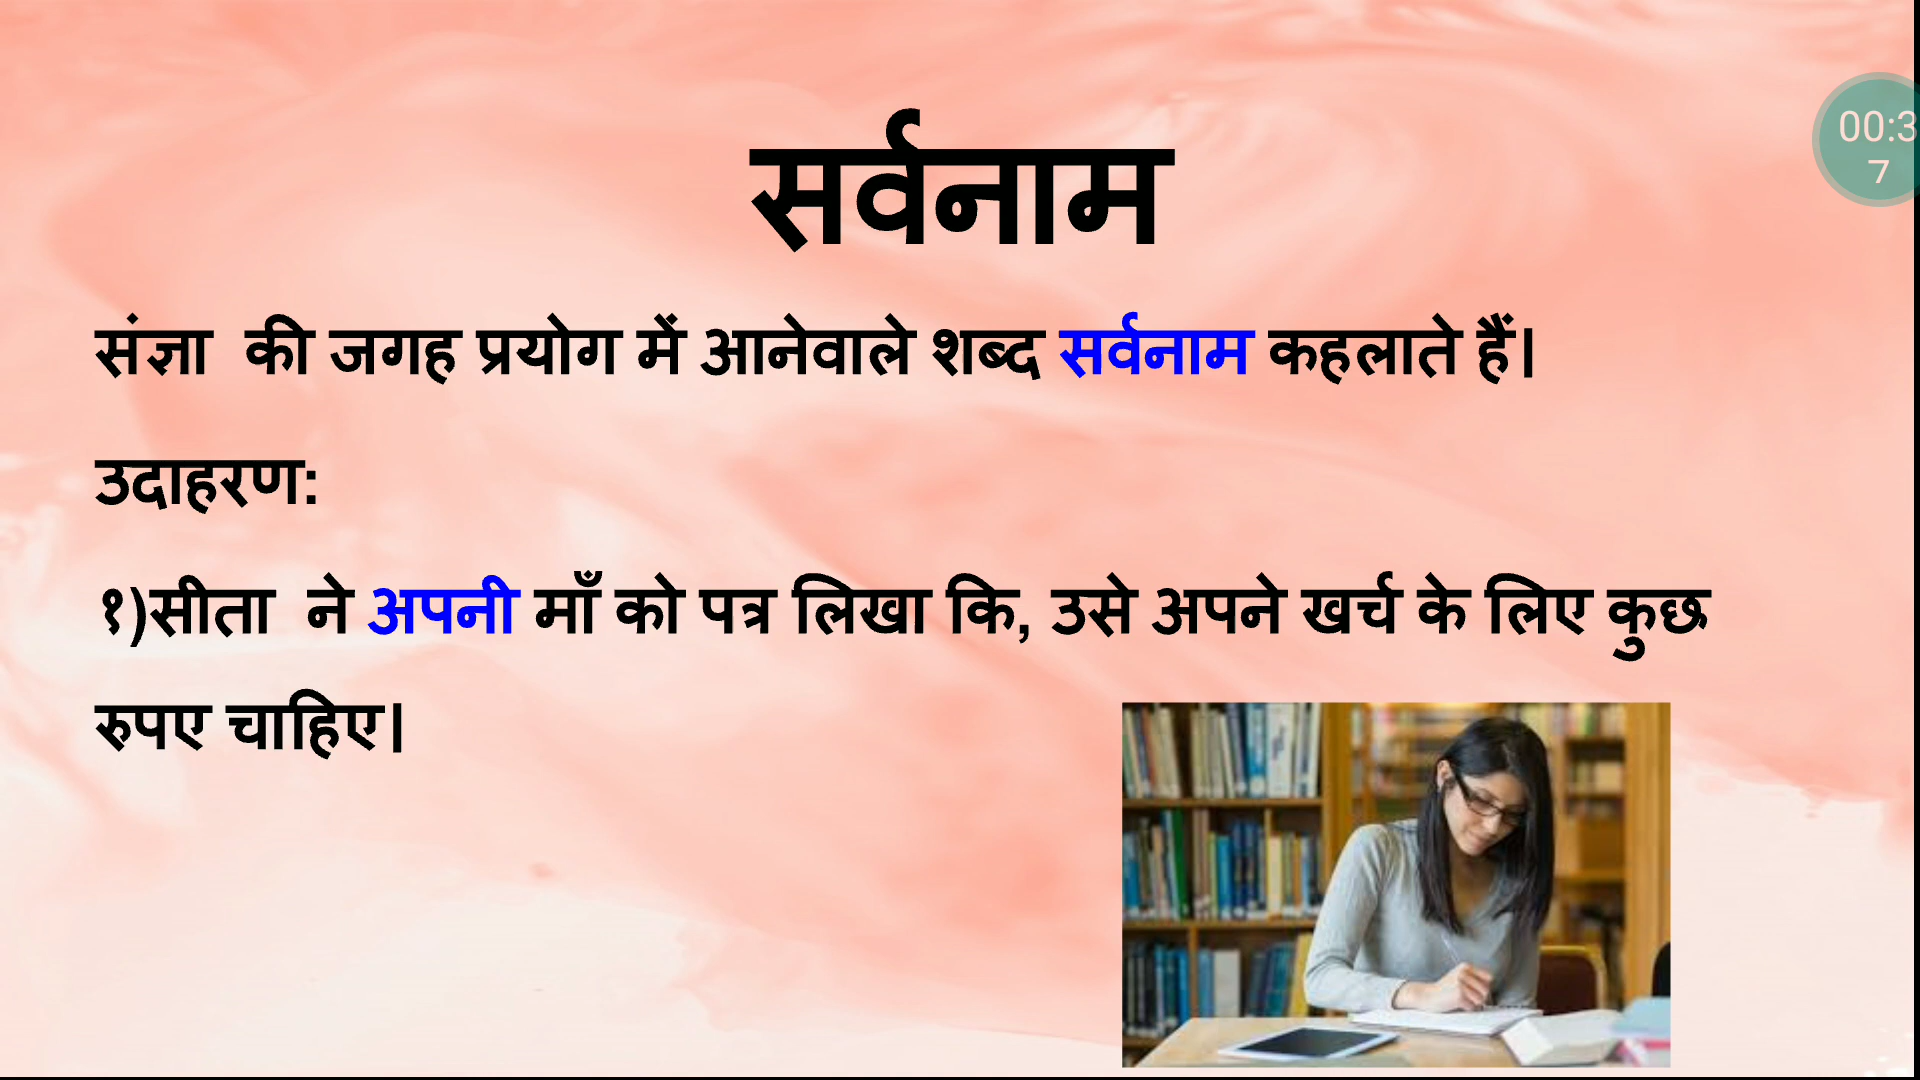 सर्वनाम
00:3
7
संज्ञा की जगह प्रयोग में आनेवाले शब्द सर्वनाम कहलाते हैं।
उदाहरण:
१)सीता ने अपनी माँ को पत्र लिखा कि, उसे अपने खर्च के लिए कुछ
रुपए चाहिए।